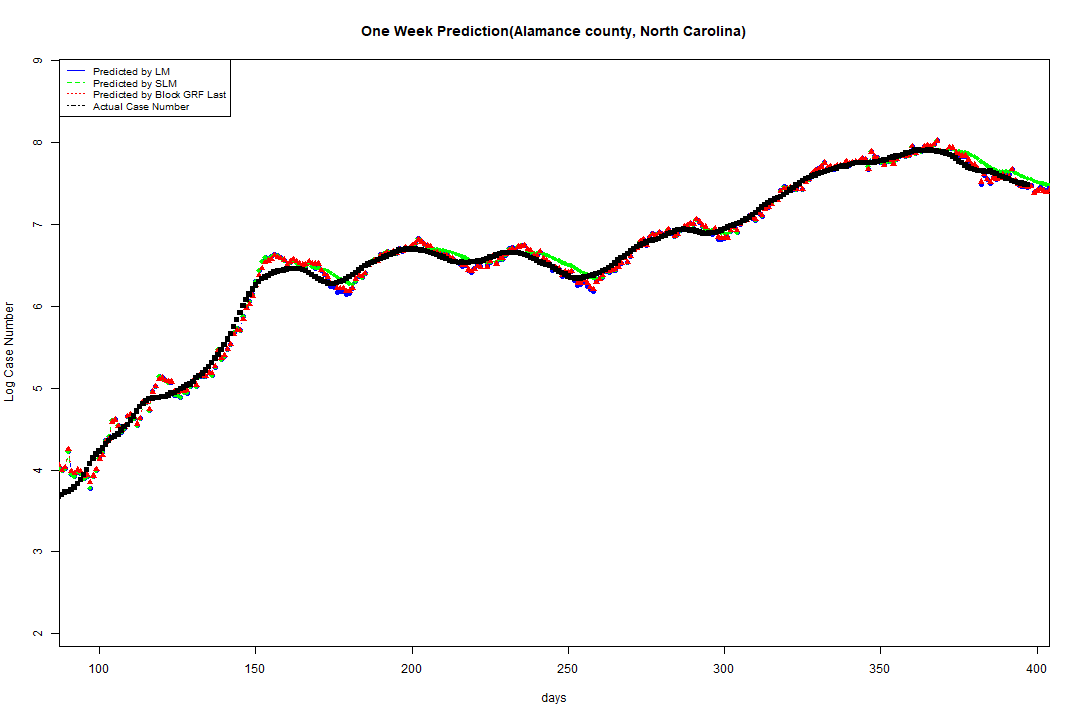 One Week Prediction(Alamance county, North Carolina)
Predicted by LM
Predicted by SLM
Predicted by Block GRF Last
Actual Case Number
9
8
7
6
5
4
3
2
Log Case Number
100 150 200 250 300 350 400
days